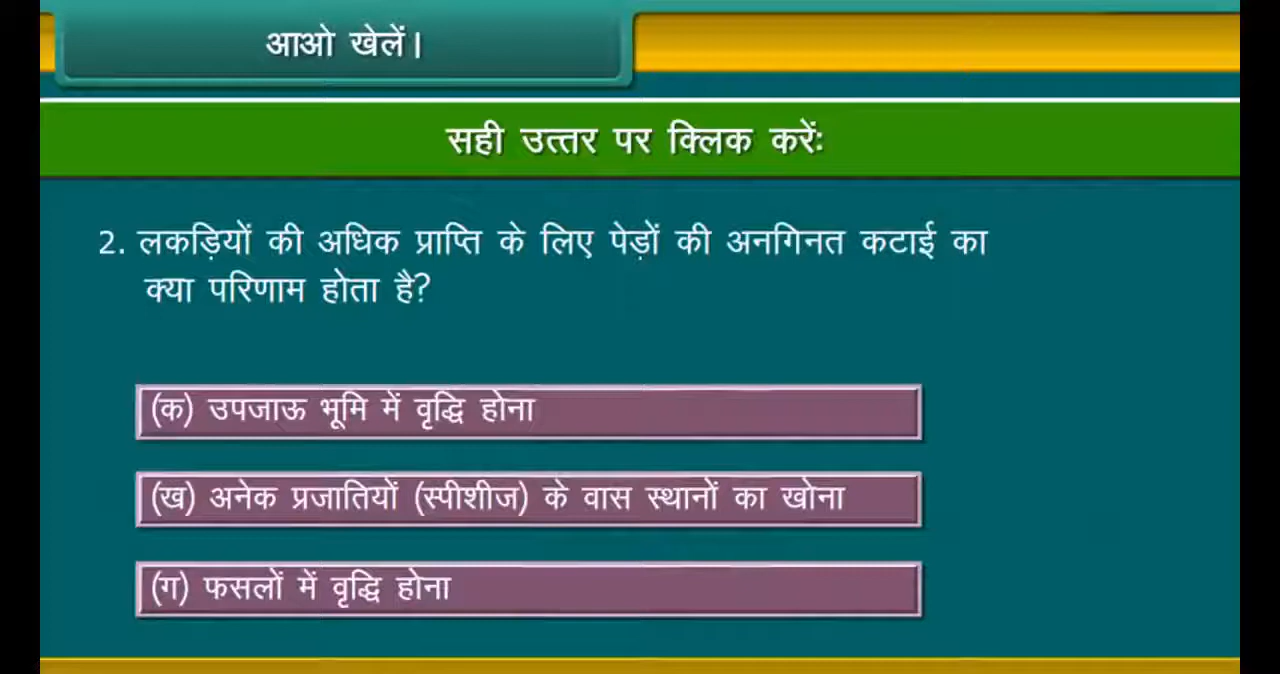 आओ खेलें।
सही उत्तर पर क्लिक करेंः
2. लकड़ियों की अधिक प्राप्ति के लिए पेड़ों की अनगिनत कटाई का
क्या परिणाम होता है?
(क) उपजाऊ भूमि में वृद्धि होना
(ख) अनेक प्रजातियों (स्पीशीज) के वास स्थानों का खोना
(ग) फसलों में वृद्धि होना